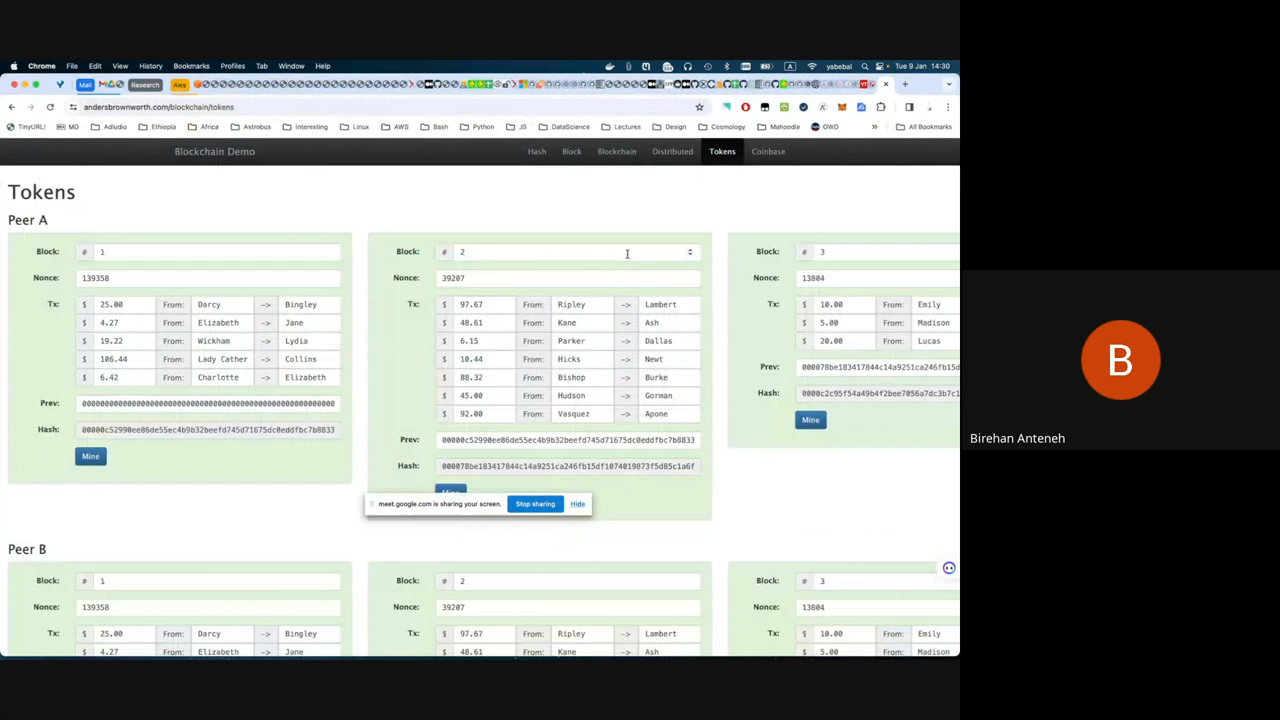 Chrome File Edit View History Bookmarks Profiles Tab Window Help yabebal Tue 9 Jan 14:30
Mail Research Aws
andersbrownworth.com/blockchain/tokens
TinyURL! MD Adludio Ethiopia Africa Astrobus interesting Linux AWS Bash Python JS DataScience Lectures Design Cosmology Mahoodle OWD » All Bookmarks
Blockchain Demo Hash Block Blockchain Distributed Tokens Coinbase
Tokens
Peer A
Block: # 1
Nonce: 139358
Tx: $ 25.00 From: Darcy -> Bingley
$ 4.27 From: Elizabeth -> Jane
$ 19.22 From: Wickham -> Lydia
$ 106.44 From: Lady Cather -> Collins
$ 6.42 From: Charlotte -> Elizabeth
Prev:
Hash: 00000c52990ee86de55ec4b9b32beefd745d71675dc0eddfbc7b8833
Mine
Block: # 2
Nonce: 39207
Tx: $ 97.67 From: Ripley -> Lambert
$ 48.61 From: Kane -> Ash
$ 6.15 From: Parker -> Dallas
$ 10.44 From: Hicks -> Newt
$ 88.32 From: Bishop -> Burke
$ 45.00 From: Hudson -> Gorman
$ 92.00 From: Vasquez -> Apone
Prev: 00000c52990ee86de55ec4b9b32beefd745d71675dc0eddfbc7b8833
Hash: 000078be183417844c14a9251ca246fb15df1074019873f5d85c1a6f
Mine
Block: # 3
Nonce: 13804
Tx: $ 10.00 From: Emily
$ 5.00 From: Madison
$ 20.00 From: Lucas
Prev: 000078be183417844c14a9251ca246fb15d
Hash: 0000c2c95f54a49b4f2bee7056a7dc3b7c1
Mine
meet.google.com is sharing your screen. Stop sharing Hide
Peer B
Block: # 1
Nonce: 139358
Tx: $ 25.00 From: Darcy -> Bingley
$ 4.27 From: Elizabeth -> Jane
Block: # 2
Nonce: 39207
Tx: $ 97.67 From: Ripley -> Lambert
$ 48.61 From: Kane -> Ash
Block: # 3
Nonce: 13804
Tx: $ 10.00 From: Emily
$ 5.00 From: Madison
B
Birehan Anteneh